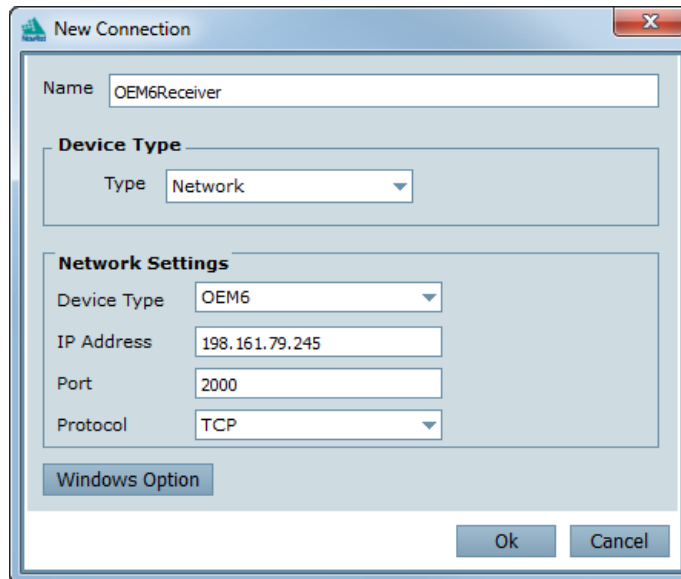 New Connection
Name OEM6Receiver
Device Type
Type Network
Network Settings
Device Type OEM6
IP Address 198.161.79.245
Port 2000
Protocol TCP
Windows Option
Ok Cancel